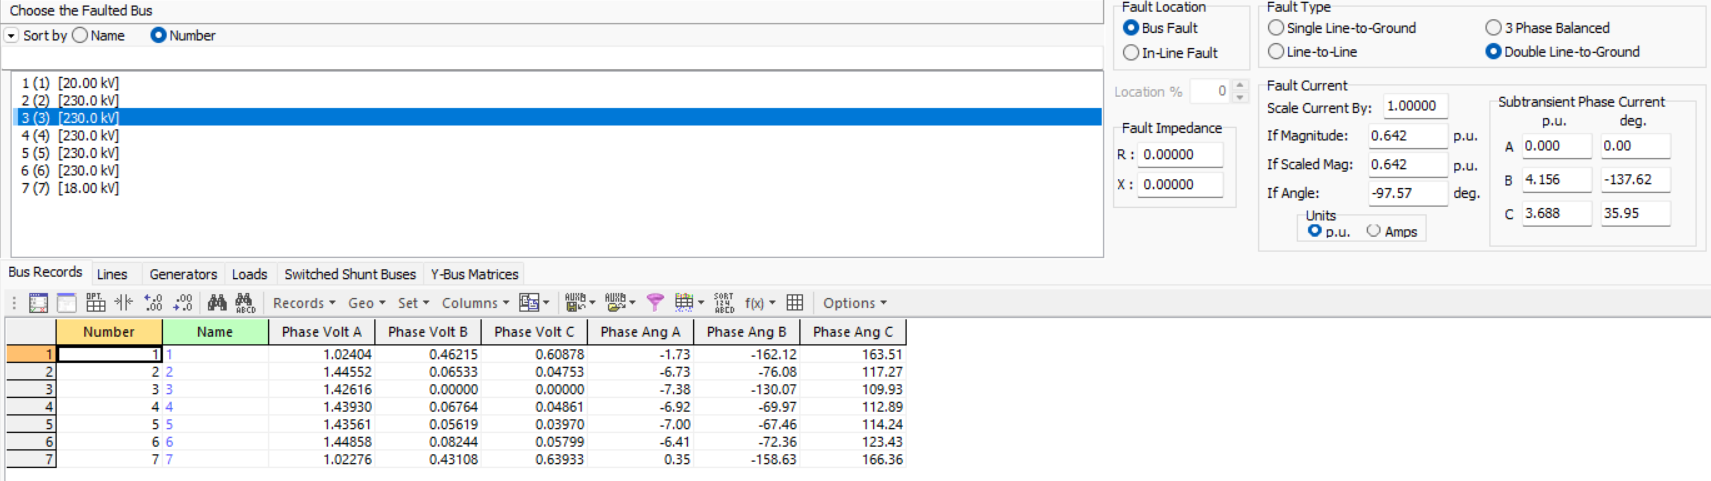 Choose the Faulted Bus
Sort by Name Number
1 (1) [20.00 kV]
2 (2) [230.0 kV]
3 (3) [230.0 kV]
4 (4) [230.0 kV]
5 (5) [230.0 kV]
6 (6) [230.0 kV]
7 (7) [18.00 kV]
Fault Location
Bus Fault
In-Line Fault
Location % 0
Fault Impedance
R : 0.00000
X : 0.00000
Fault Type
Single Line-to-Ground 3 Phase Balanced
Line-to-Line Double Line-to-Ground
Fault Current
Scale Current By: 1.00000
If Magnitude: 0.642 p.u.
If Scaled Mag: 0.642 p.u.
If Angle: -97.57 deg.
Units
p.u. Amps
Subtransient Phase Current
p.u. deg.
A 0.000 0.00
B 4.156 -137.62
C 3.688 35.95
Bus Records Lines Generators Loads Switched Shunt Buses Y-Bus Matrices
Records Geo Set Columns f(x) Options
Number Name Phase Volt A Phase Volt B Phase Volt C Phase Ang A Phase Ang B Phase Ang C
1 1 1 1.02404 0.46215 0.60878 -1.73 -162.12 163.51
2 2 2 1.44552 0.06533 0.04753 -6.73 -76.08 117.27
3 3 3 1.42616 0.00000 0.00000 -7.38 -130.07 109.93
4 4 4 1.43930 0.06764 0.04861 -6.92 -69.97 112.89
5 5 5 1.43561 0.05619 0.03970 -7.00 -67.46 114.24
6 6 6 1.44858 0.08244 0.05799 -6.41 -72.36 123.43
7 7 7 1.02276 0.43108 0.63933 0.35 -158.63 166.36